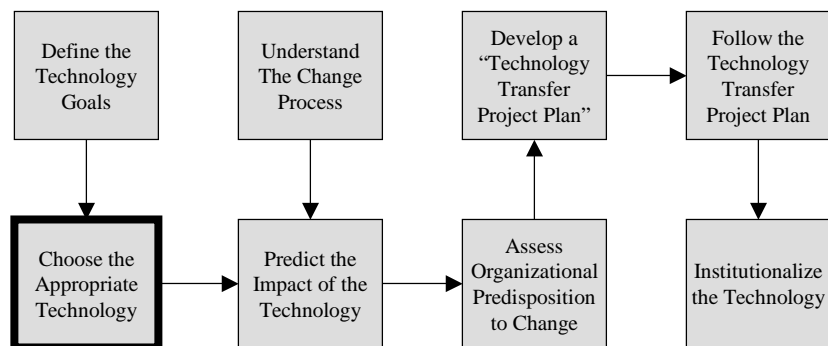 Define the
Technology
Goals
Understand
The Change
Process
Develop a
“Technology
Transfer
Project Plan”
Follow the
Technology
Transfer
Project Plan
Choose the
Appropriate
Technology
Predict the
Impact of the
Technology
Assess
Organizational
Predisposition
to Change
Institutionalize
the Technology